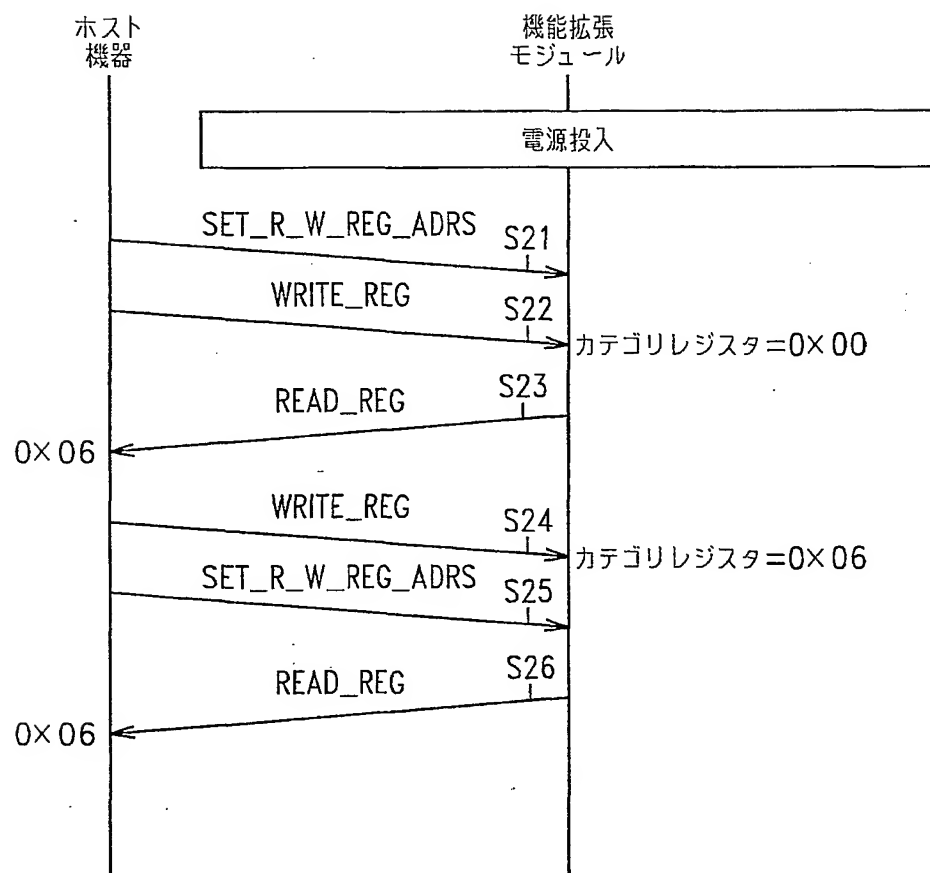 ホスト
機器
機能拡張
モジュール
電源投入
SET_R_W_REG_ADRS
S21
WRITE_REG
S22
カテゴリレジスタ=0×00
READ_REG
S23
0×06
WRITE_REG
S24
カテゴリレジスタ=0×06
SET_R_W_REG_ADRS
S25
READ_REG
S26
0×06